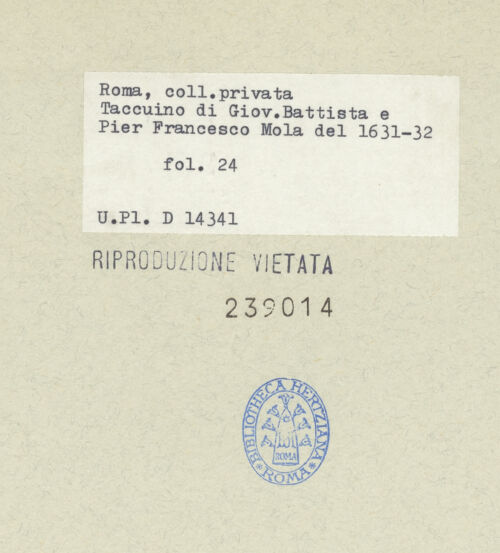 Roma, coll.privata
Taccuino di Giov.Battista e
Pier Francesco Mola del 1631-32
fol. 24
U.Pl. D 14341
RIPRODUZIONE VIETATA
239014
BIBLIOTHECA HERTZIANA
ROMA
* ROMA *